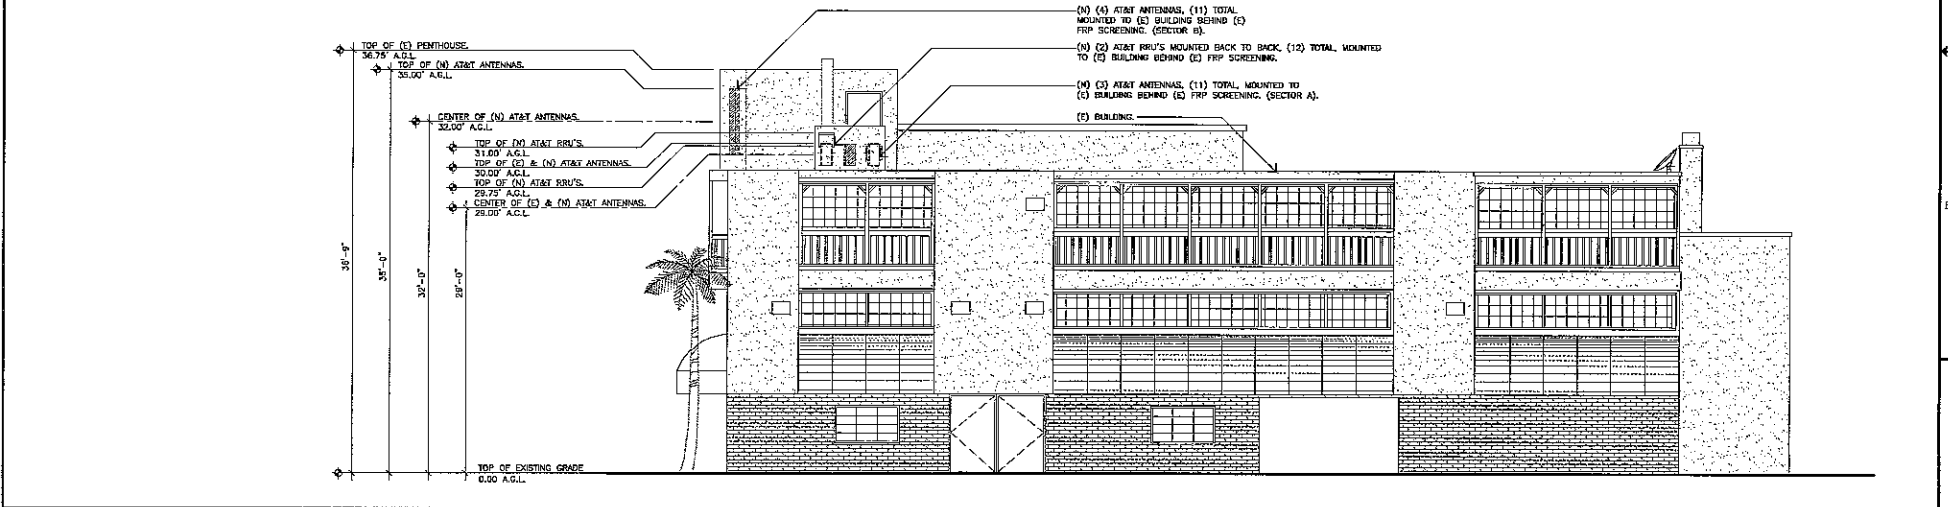 (N) (4) AT&T ANTENNAS, (11) TOTAL
MOUNTED TO (E) BUILDING BEHIND (E)
FRP SCREENING. (SECTOR B).
(N) (2) AT&T RRU'S MOUNTED BACK TO BACK, (12) TOTAL, MOUNTED
TO (E) BUILDING BEHIND (E) FRP SCREENING.
(N) (3) AT&T ANTENNAS, (11) TOTAL, MOUNTED TO
(E) BUILDING BEHIND (E) FRP SCREENING. (SECTOR A).
(E) BUILDING.
TOP OF (E) PENTHOUSE.
36.75' A.G.L.
TOP OF (N) AT&T ANTENNAS.
35.00' A.G.L.
CENTER OF (N) AT&T ANTENNAS.
32.00' A.G.L.
TOP OF (N) AT&T RRU'S.
31.00' A.G.L.
TOP OF (E) & (N) AT&T ANTENNAS.
30.00' A.G.L.
TOP OF (N) AT&T RRU'S.
29.75' A.G.L.
CENTER OF (E) & (N) AT&T ANTENNAS.
29.00' A.G.L.
36'-9"
35'-0"
32'-0"
29'-0"
TOP OF EXISTING GRADE
0.00 A.G.L.